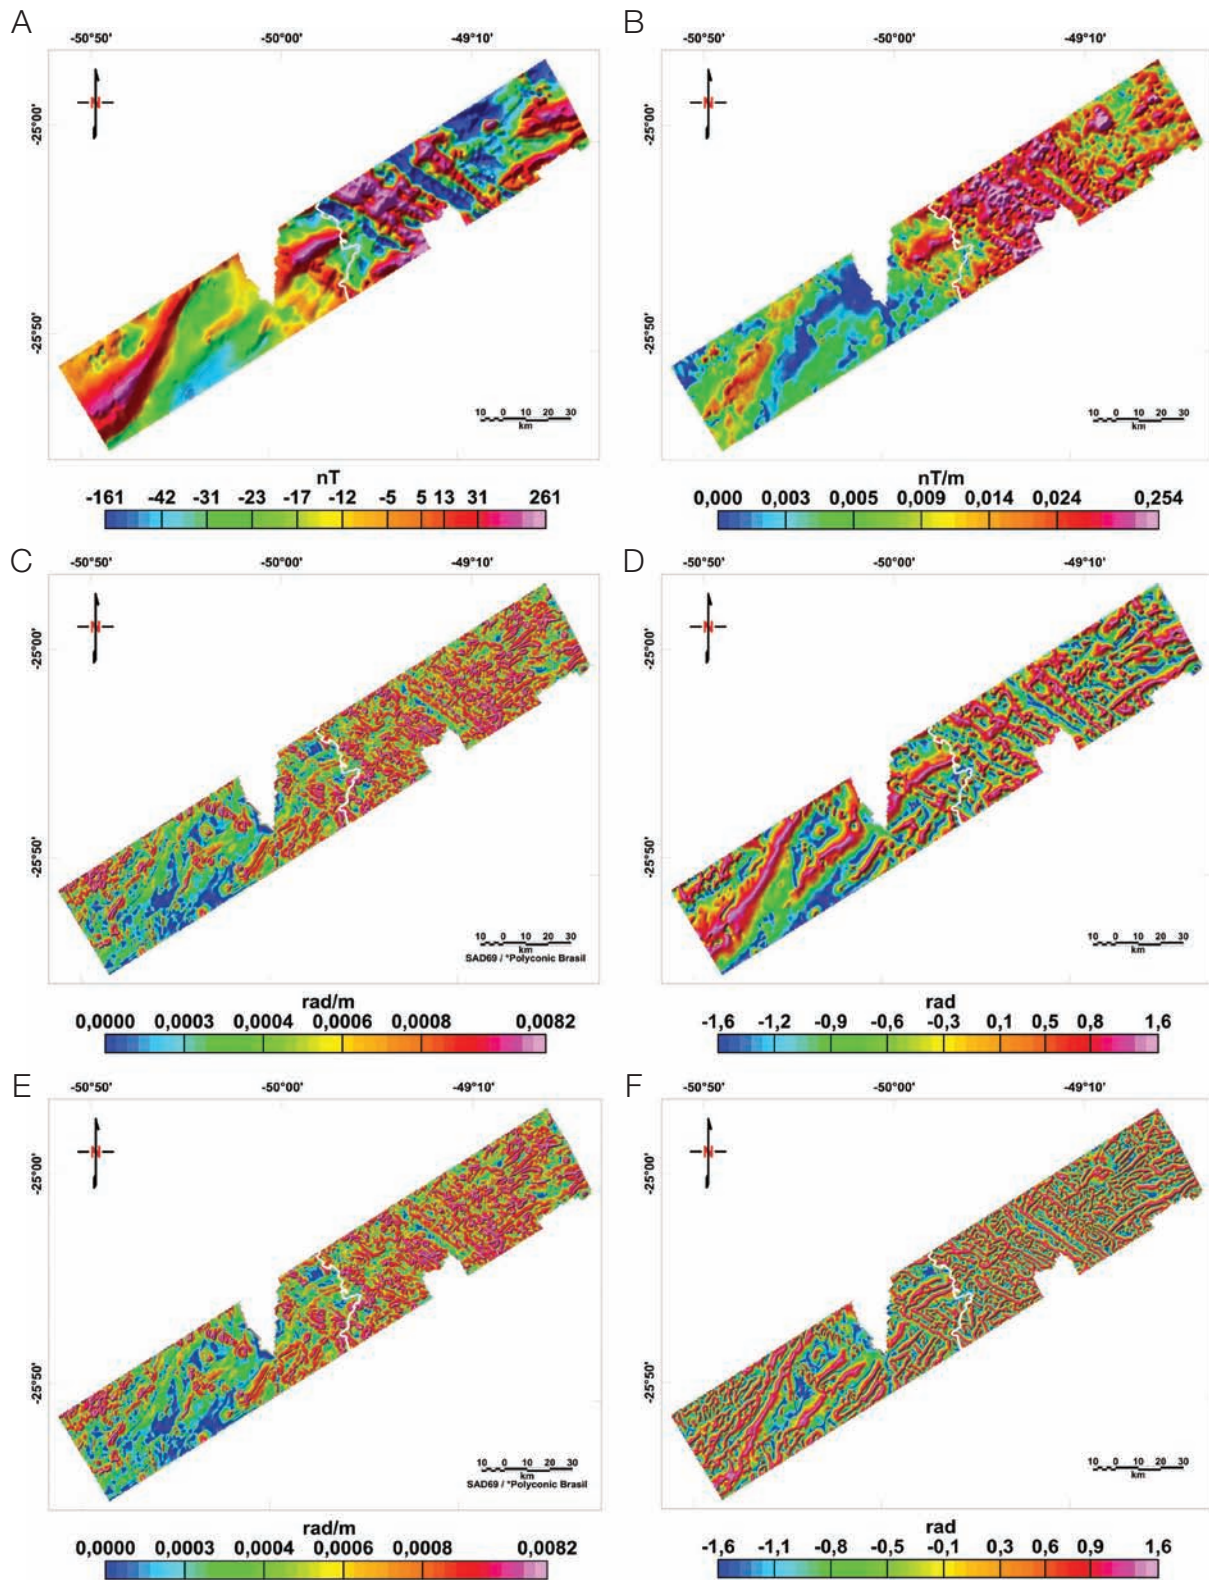 A B
-50°50' -50°00' -49°10' -50°50' -50°00' -49°10'
-25°00' -25°00'
N N
-25°50' -25°50'
10 0 10 20 30 10 0 10 20 30
km km
nT nT/m
-161 -42 -31 -23 -17 -12 -5 5 13 31 261 0,000 0,003 0,005 0,009 0,014 0,024 0,254
C D
-50°50' -50°00' -49°10' -50°50' -50°00' -49°10'
-25°00' -25°00'
N N
-25°50' -25°50'
10 0 10 20 30 10 0 10 20 30
km km
SAD69 / *Polyconic Brasil
rad/m rad
0,0000 0,0003 0,0004 0,0006 0,0008 0,0082 -1,6 -1,2 -0,9 -0,6 -0,3 0,1 0,5 0,8 1,6
E F
-50°50' -50°00' -49°10' -50°50' -50°00' -49°10'
-25°00' -25°00'
N N
-25°50' -25°50'
10 0 10 20 30 10 0 10 20 30
km km
SAD69 / *Polyconic Brasil
rad/m rad
0,0000 0,0003 0,0004 0,0006 0,0008 0,0082 -1,6 -1,1 -0,8 -0,5 -0,1 0,3 0,6 0,9 1,6